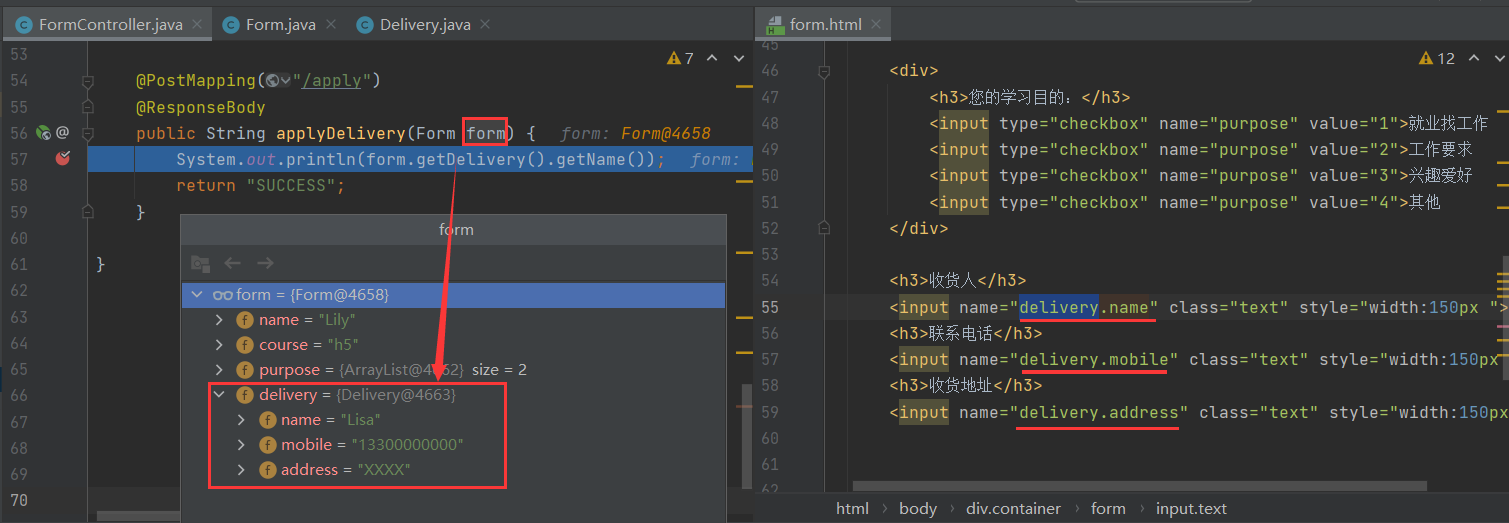 FormController.java
Form.java
Delivery.java
53
54 @PostMapping("/apply")
55 @ResponseBody
56 public String applyDelivery(Form form) { form: Form@4658
57 System.out.println(form.getDelivery().getName()); form:
58 return "SUCCESS";
59 }
60
61 }
62
63
64
65
66
67
68
69
70
7
form
form = {Form@4658}
name = "Lily"
course = "h5"
purpose = {ArrayList@4662} size = 2
delivery = {Delivery@4663}
name = "Lisa"
mobile = "13300000000"
address = "XXXX"
form.html
12
45
46 <div>
47 <h3>您的学习目的：</h3>
48 <input type="checkbox" name="purpose" value="1">就业找工作
49 <input type="checkbox" name="purpose" value="2">工作要求
50 <input type="checkbox" name="purpose" value="3">兴趣爱好
51 <input type="checkbox" name="purpose" value="4">其他
52 </div>
53
54 <h3>收货人</h3>
55 <input name="delivery.name" class="text" style="width:150px ">
56 <h3>联系电话</h3>
57 <input name="delivery.mobile" class="text" style="width:150px
58 <h3>收货地址</h3>
59 <input name="delivery.address" class="text" style="width:150px
60
61
62
html > body > div.container > form > input.text